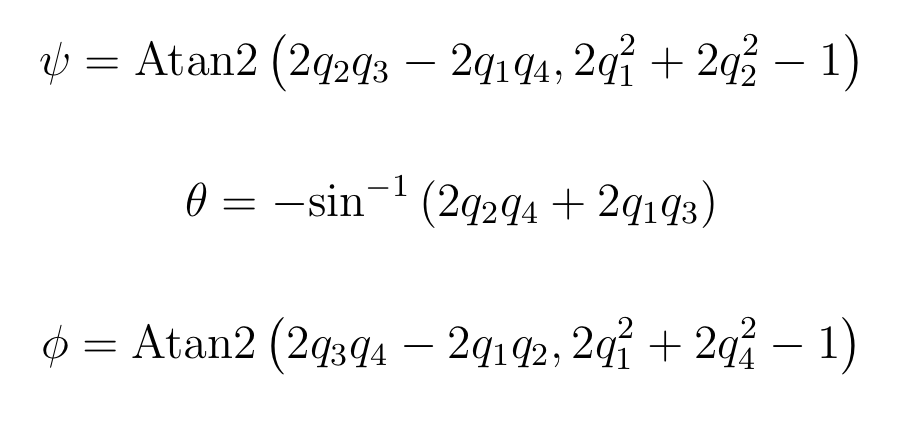 ψ = Atan2 (2q₂q₃ − 2q₁q₄, 2q₁² + 2q₂² − 1)
θ = −sin⁻¹ (2q₂q₄ + 2q₁q₃)
ϕ = Atan2 (2q₃q₄ − 2q₁q₂, 2q₁² + 2q₄² − 1)